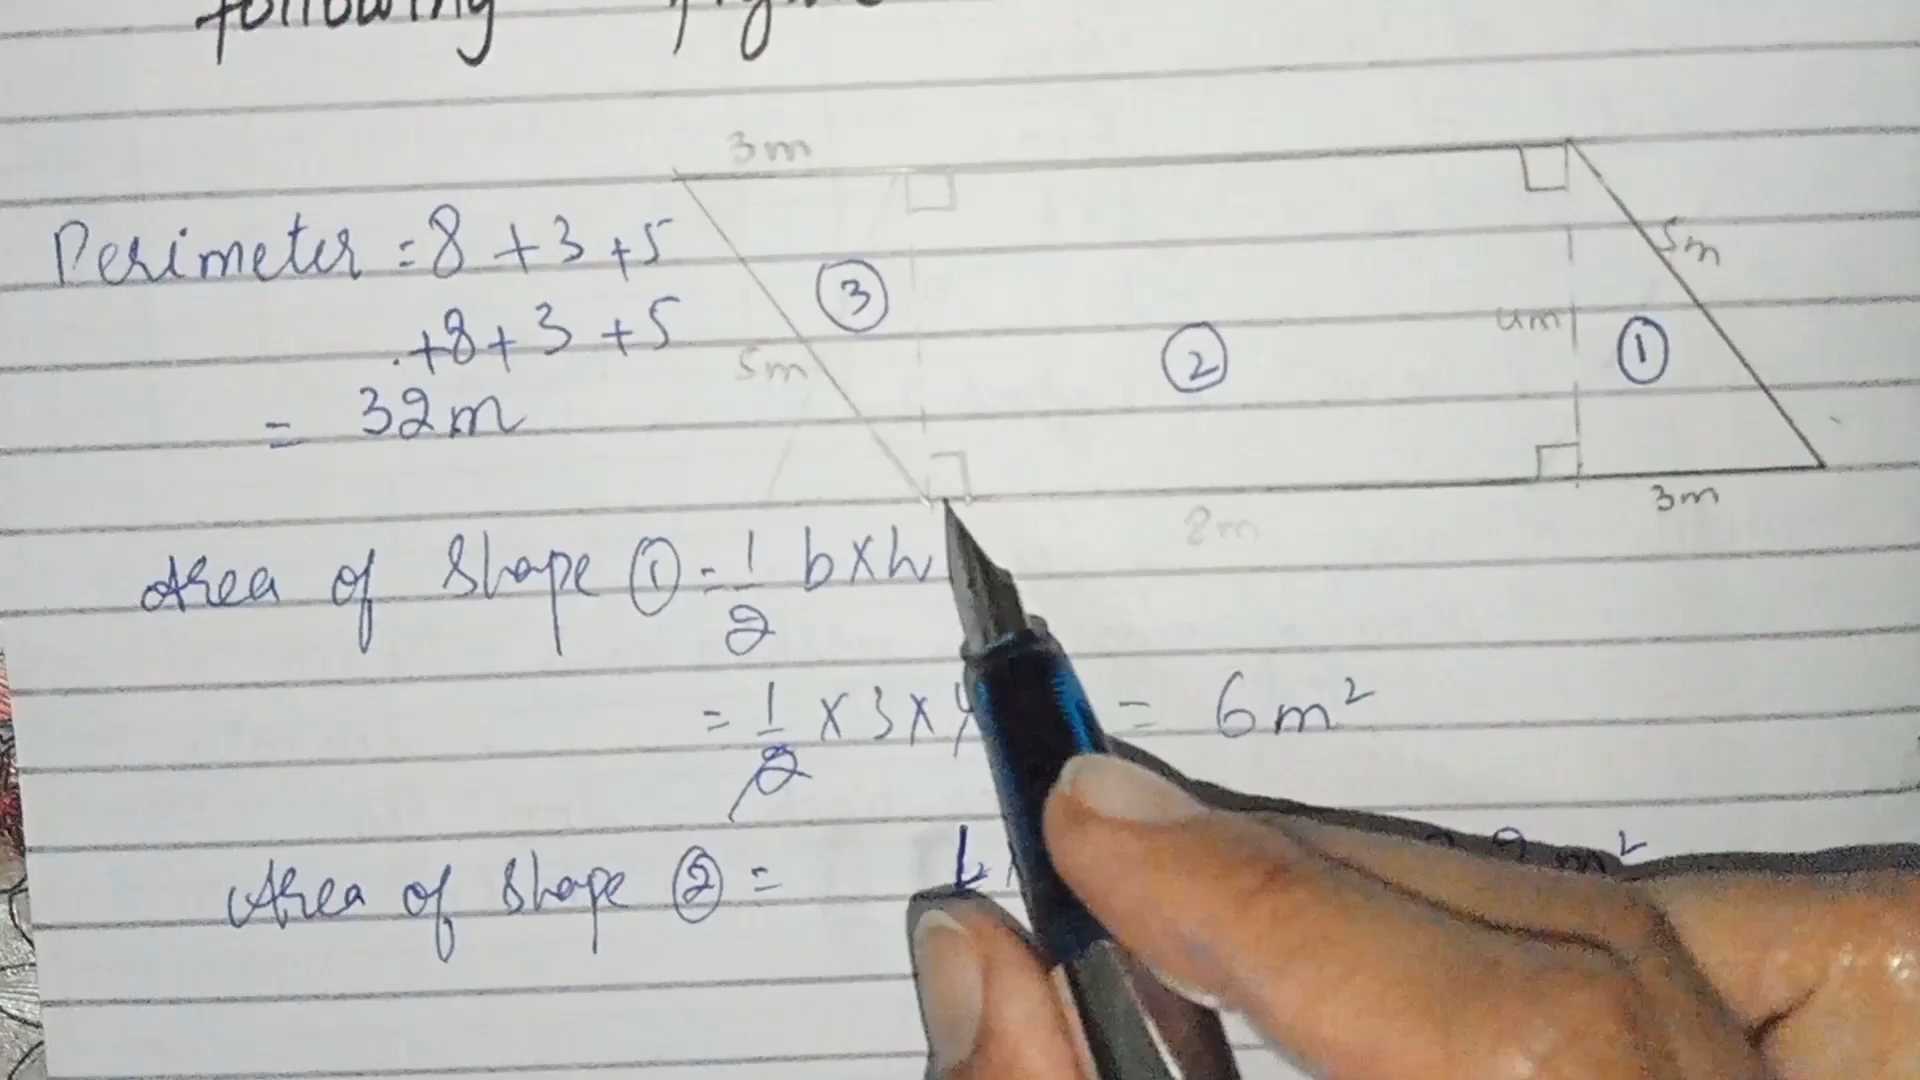 following
3m
Perimeter = 8 + 3 + 5
5m
3
+8 + 3 + 5
5m
2
4m
1
= 32m
3m
8m
Area of Shape ① = 1/2 b x h
= 1/2 x 3 x 4 = 6m²
Area of Shape ② = L m²